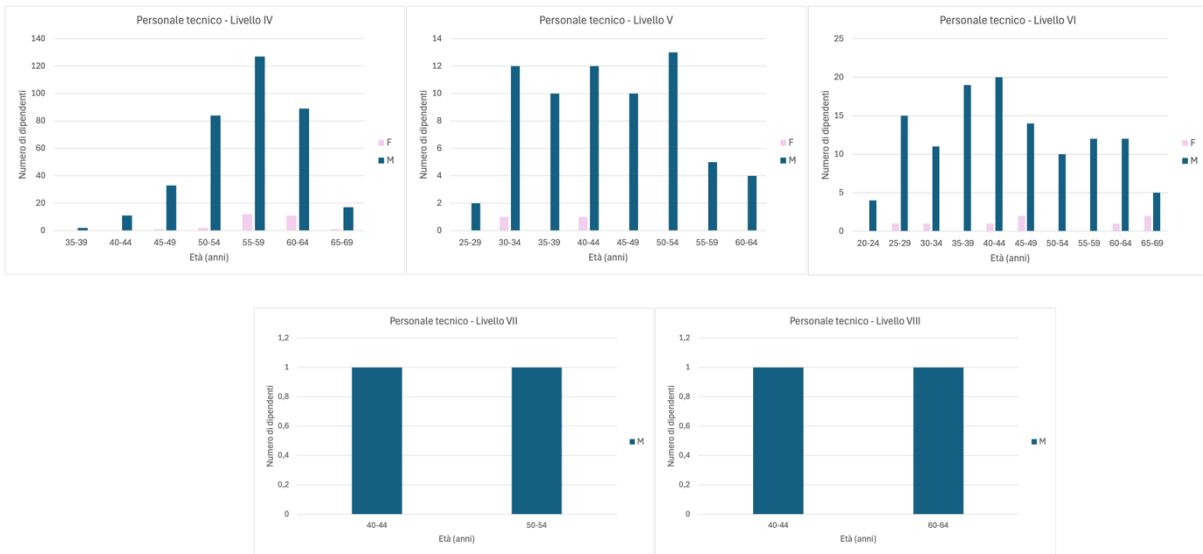 Personale tecnico - Livello IV
Numero di dipendenti
140
120
100
80
60
40
20
0
35-39 40-44 45-49 50-54 55-59 60-64 65-69
Età (anni)
F
M
Personale tecnico - Livello V
Numero di dipendenti
14
12
10
8
6
4
2
0
25-29 30-34 35-39 40-44 45-49 50-54 55-59 60-64
Età (anni)
F
M
Personale tecnico - Livello VI
Numero di dipendenti
25
20
15
10
5
0
20-24 25-29 30-34 35-39 40-44 45-49 50-54 55-59 60-64 65-69
Età (anni)
F
M
Personale tecnico - Livello VII
Numero di dipendenti
1,2
1
0,8
0,6
0,4
0,2
0
40-44 50-54
Età (anni)
M
Personale tecnico - Livello VIII
Numero di dipendenti
1,2
1
0,8
0,6
0,4
0,2
0
40-44 60-64
Età (anni)
M